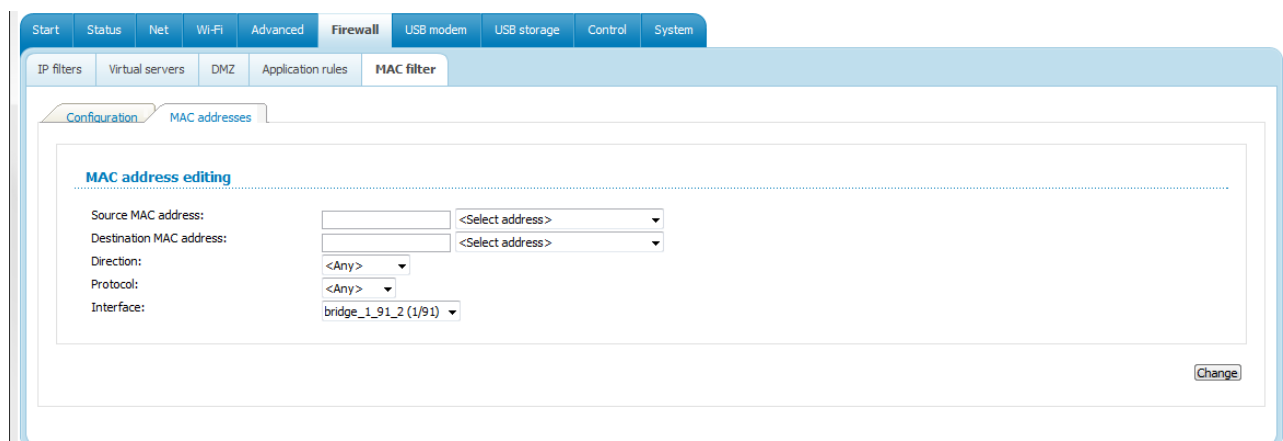 Start Status Net Wi-Fi Advanced Firewall USB modem USB storage Control System
IP filters Virtual servers DMZ Application rules MAC filter
Configuration MAC addresses
MAC address editing
Source MAC address: <Select address>
Destination MAC address: <Select address>
Direction: <Any>
Protocol: <Any>
Interface: bridge_1_91_2 (1/91)
Change